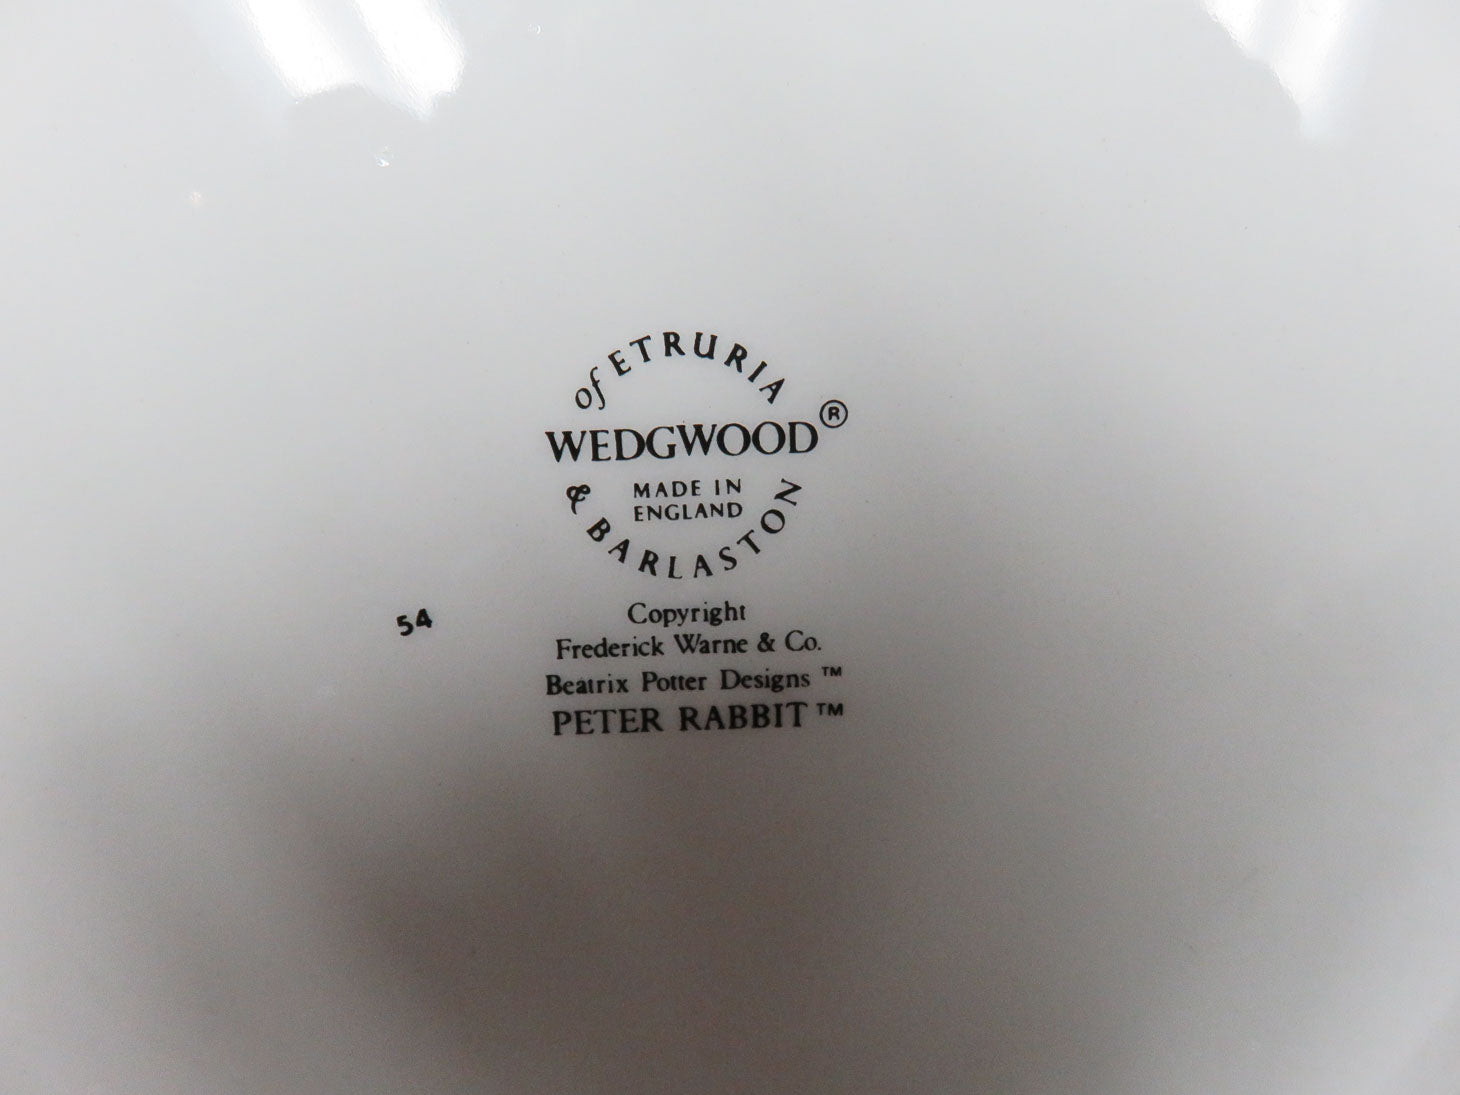 of ETRURIA
WEDGWOOD®
MADE IN
ENGLAND
& BARLASTON
54
Copyright
Frederick Warne & Co.
Beatrix Potter Designs ™
PETER RABBIT ™